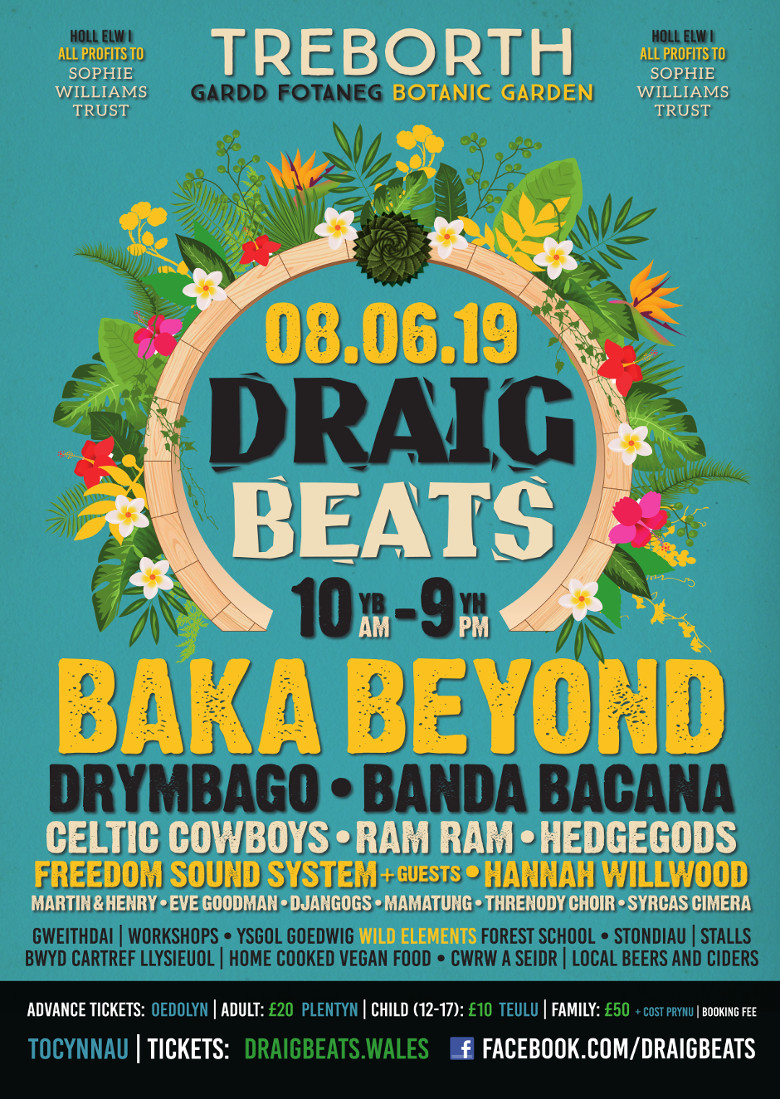 HOLL ELW I
ALL PROFITS TO
SOPHIE
WILLIAMS
TRUST
TREBORTH
GARDD FOTANEG BOTANIC GARDEN
HOLL ELW I
ALL PROFITS TO
SOPHIE
WILLIAMS
TRUST
08.06.19
DRAIG
BEATS
10 YB AM - 9 YH PM
BAKA BEYOND
DRYMBAGO • BANDA BACANA
CELTIC COWBOYS • RAM RAM • HEDGEGODS
FREEDOM SOUND SYSTEM + GUESTS • HANNAH WILLWOOD
MARTIN & HENRY • EVE GOODMAN • DJANGOGS • MAMATUNG • THRENODY CHOIR • SYRCAS CIMERA
GWEITHDAI | WORKSHOPS • YSGOL GOEDWIG WILD ELEMENTS FOREST SCHOOL • STONDIAU | STALLS
BWYD CARTREF LLYSIEUOL | HOME COOKED VEGAN FOOD • CWRW A SEIDR | LOCAL BEERS AND CIDERS
ADVANCE TICKETS: OEDOLYN | ADULT: £20 PLENTYN | CHILD (12-17): £10 TEULU | FAMILY: £50 + COST PRYNU | BOOKING FEE
TOCYNNAU | TICKETS: DRAIGBEATS.WALES f FACEBOOK.COM/DRAIGBEATS